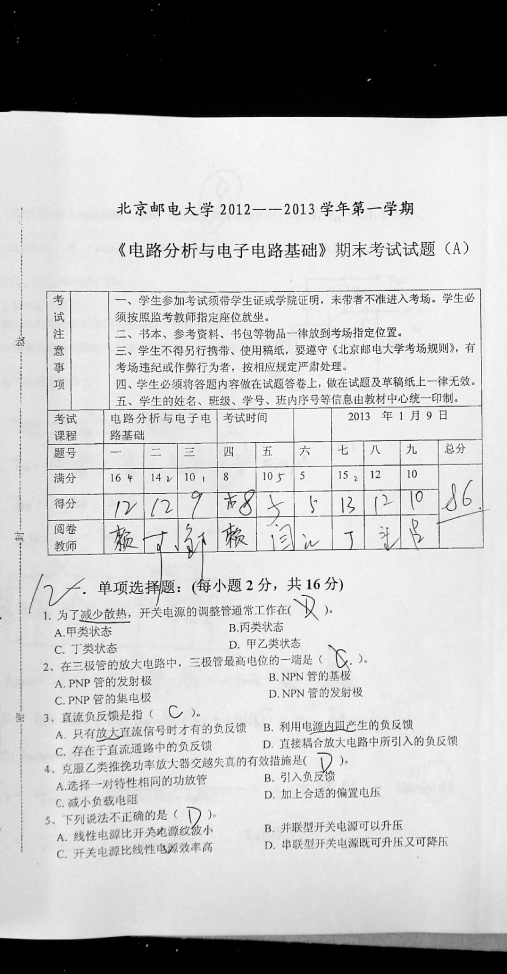 北京邮电大学 2012——2013 学年第一学期
《电路分析与电子电路基础》期末考试试题（A）
考试注意事项
一、学生参加考试须带学生证或学院证明，未带者不准进入考场。学生必
须按照监考教师指定座位就坐。
二、书本、参考资料、书包等物品一律放到考场指定位置。
三、学生不得另行携带、使用稿纸，要遵守《北京邮电大学考场规则》，有
考场违纪或作弊行为者，按相应规定严肃处理。
四、学生必须将答题内容做在试题答卷上，做在试题及草稿纸上一律无效。
五、学生的姓名、班级、学号、班内序号等信息由教材中心统一印制。
考试课程 电路分析与电子电路基础 考试时间 2013 年 1 月 9 日
题号 一 二 三 四 五 六 七 八 九 总分
满分 16 4 14 2 10 1 8 10 5 5 15 2 12 10
得分 12 12 9 8 5 5 13 12 10 86
阅卷教师
12 一．单项选择题：(每小题 2 分，共 16 分)
1. 为了减少散热，开关电源的调整管通常工作在( D )。
A.甲类状态 B.丙类状态
C. 丁类状态 D. 甲乙类状态
2、在三极管的放大电路中，三极管最高电位的一端是（ C ）。
A. PNP 管的发射极 B. NPN 管的基极
C. PNP 管的集电极 D. NPN 管的发射极
3、直流负反馈是指（ C ）。
A. 只有放大直流信号时才有的负反馈 B. 利用电源内阻产生的负反馈
C. 存在于直流通路中的负反馈 D. 直接耦合放大电路中所引入的负反馈
4、克服乙类推挽功率放大器交越失真的有效措施是( D )。
A.选择一对特性相同的功放管 B. 引入负反馈
C.减小负载电阻 D. 加上合适的偏置电压
5、下列说法不正确的是（ D ）。
A. 线性电源比开关电源纹波小 B. 并联型开关电源可以升压
C. 开关电源比线性电源效率高 D. 串联型开关电源既可升压又可降压